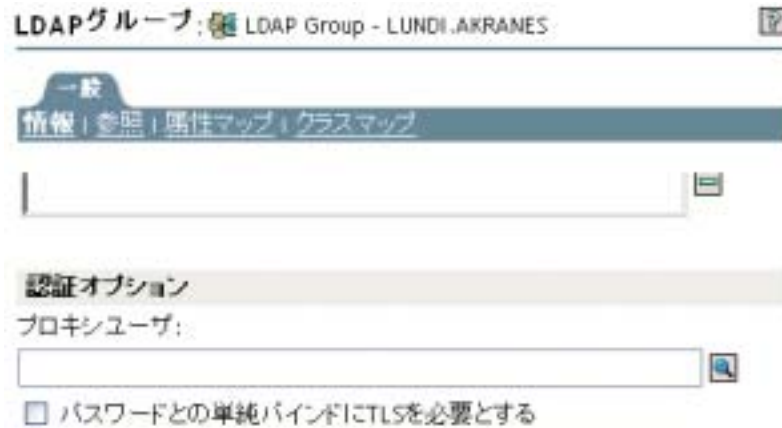 LDAPグループ: LDAP Group - LUNDI.AKRANES
一般
情報 | 参照 | 属性マップ | クラスマップ
認証オプション
プロキシユーザ:
パスワードとの単純バインドにTLSを必要とする